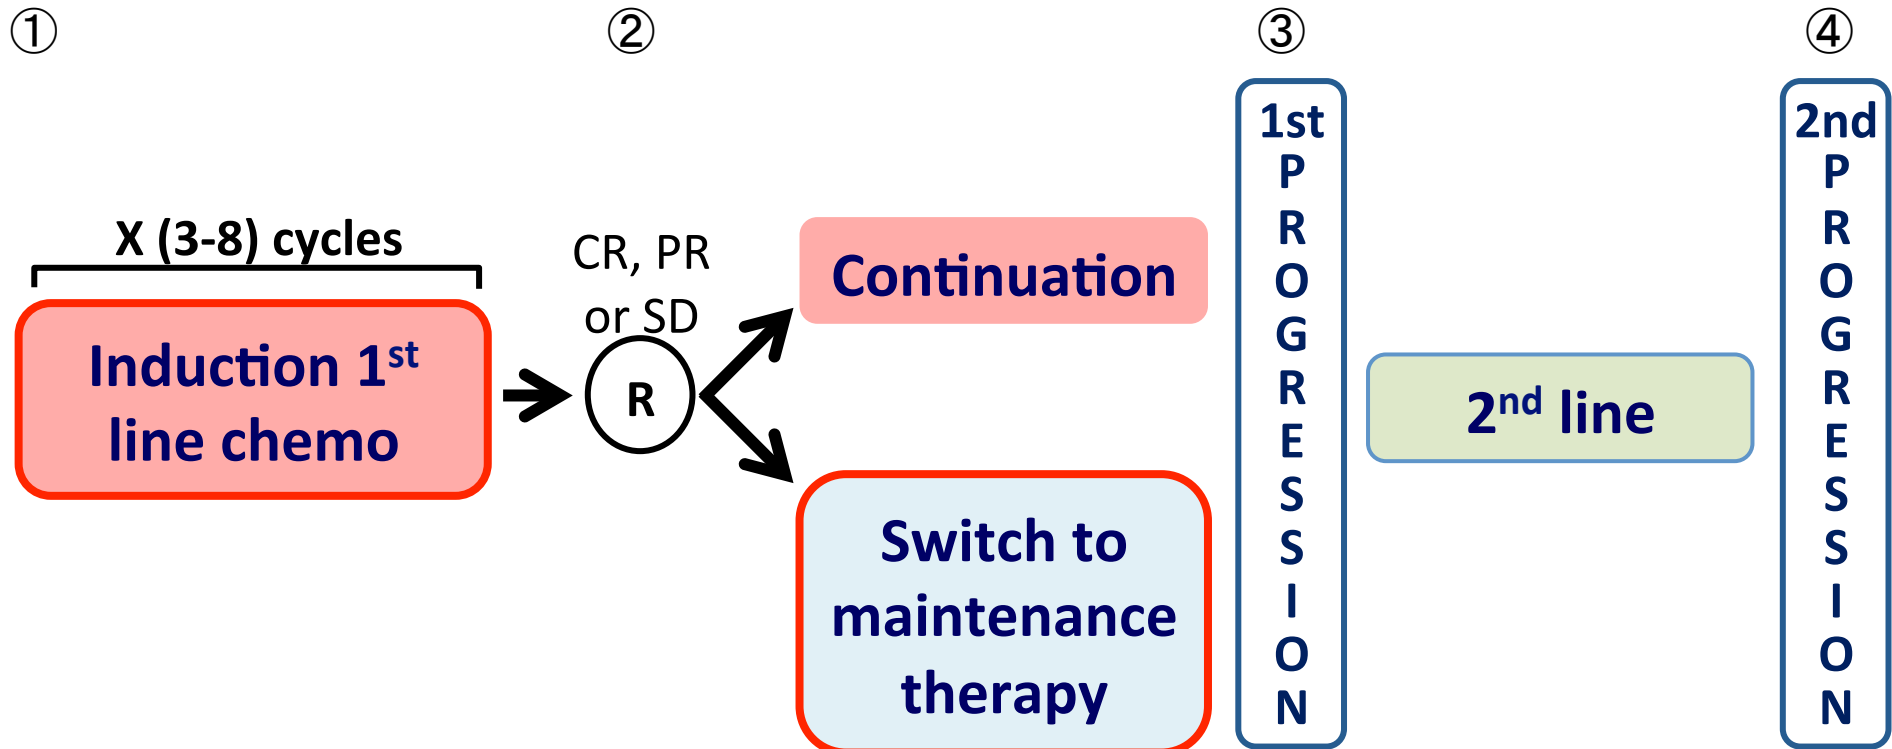 ①
②
③
④
X (3-8) cycles
Induction 1st
line chemo
CR, PR
or SD
R
Continuation
Switch to
maintenance
therapy
1st
P
R
O
G
R
E
S
S
I
O
N
2nd line
2nd
P
R
O
G
R
E
S
S
I
O
N